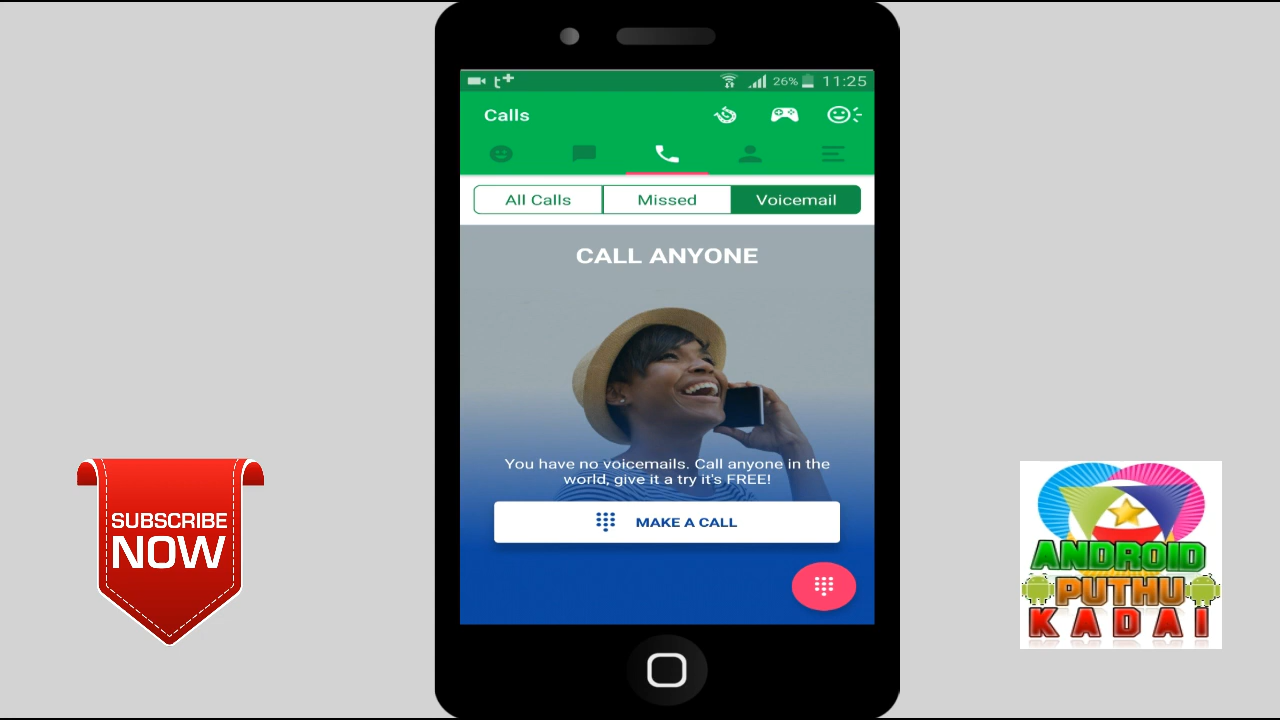 t+
26%
11:25
Calls
All Calls
Missed
Voicemail
CALL ANYONE
You have no voicemails. Call anyone in the
world, give it a try it's FREE!
MAKE A CALL
SUBSCRIBE
NOW
ANDROID
PUTHU
KADAI